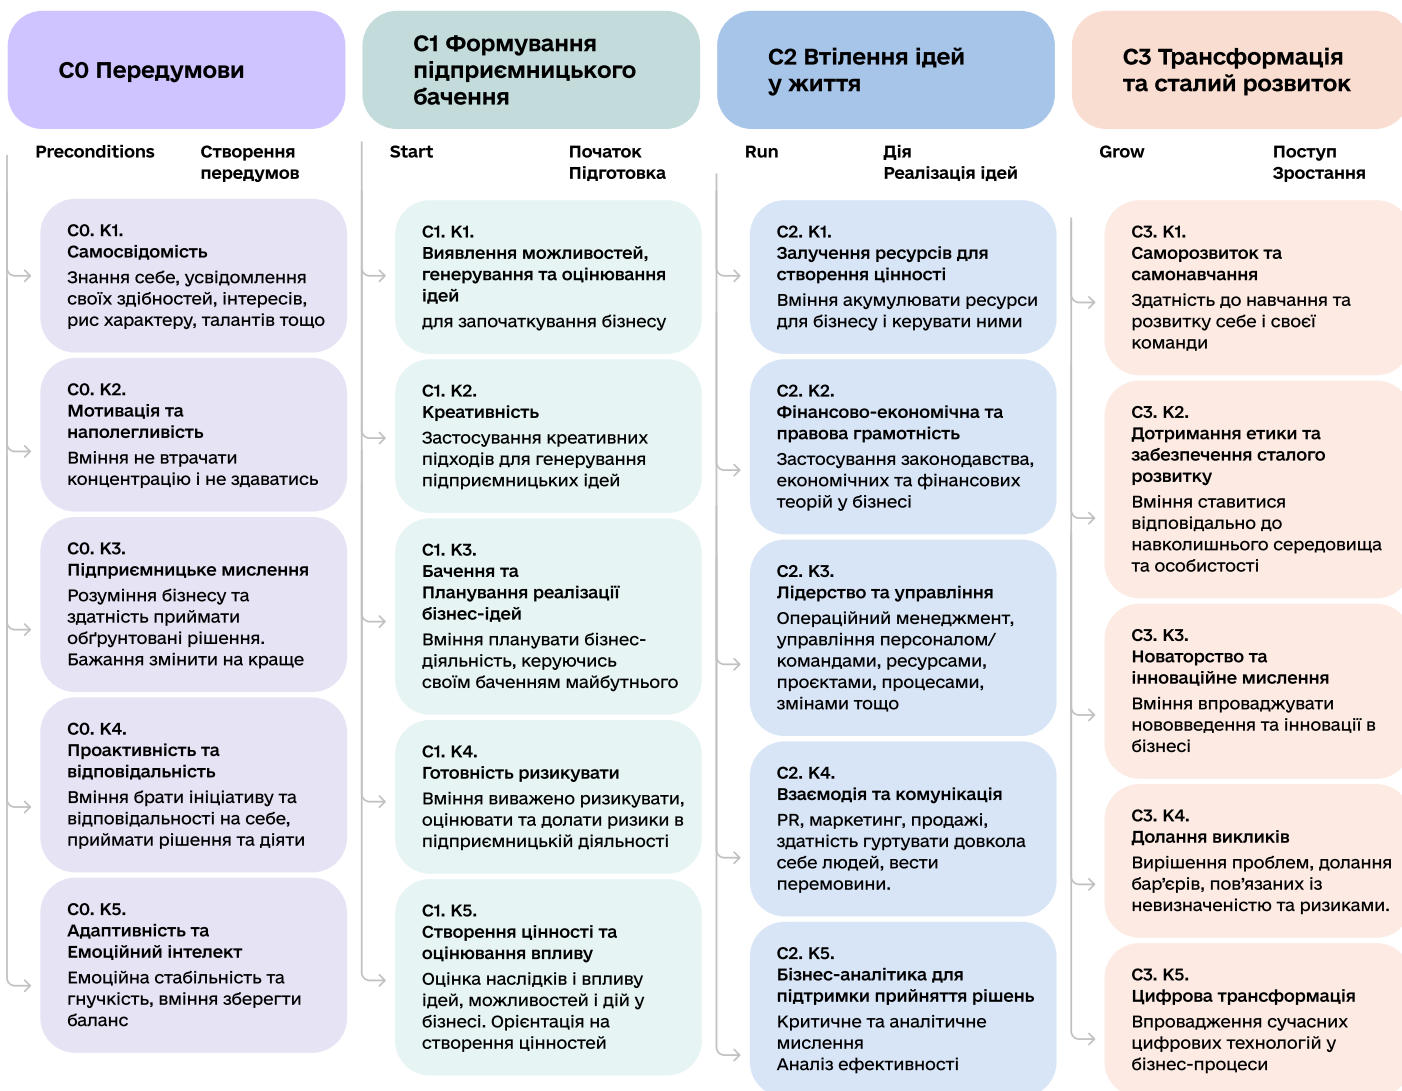 С0 Передумови
Preconditions
Створення
передумов
С0. К1.
Самосвідомість
Знання себе, усвідомлення
своїх здібностей, інтересів,
рис характеру, талантів тощо
С0. К2.
Мотивація та
наполегливість
Вміння не втрачати
концентрацію і не здаватись
С0. К3.
Підприємницьке мислення
Розуміння бізнесу та
здатність приймати
обґрунтовані рішення.
Бажання змінити на краще
С0. К4.
Проактивність та
відповідальність
Вміння брати ініціативу та
відповідальності на себе,
приймати рішення та діяти
С0. К5.
Адаптивність та
Емоційний інтелект
Емоційна стабільність та
гнучкість, вміння зберегти
баланс
С1 Формування
підприємницького
бачення
Start
Початок
Підготовка
С1. К1.
Виявлення можливостей,
генерування та оцінювання
ідей
для започаткування бізнесу
С1. К2.
Креативність
Застосування креативних
підходів для генерування
підприємницьких ідей
С1. К3.
Бачення та
Планування реалізації
бізнес-ідей
Вміння планувати бізнес-
діяльність, керуючись
своїм баченням майбутнього
С1. К4.
Готовність ризикувати
Вміння виважено ризикувати,
оцінювати та долати ризики в
підприємницькій діяльності
С1. К5.
Створення цінності та
оцінювання впливу
Оцінка наслідків і впливу
ідей, можливостей і дій у
бізнесі. Орієнтація на
створення цінностей
С2 Втілення ідей
у життя
Run
Дія
Реалізація ідей
С2. К1.
Залучення ресурсів для
створення цінності
Вміння акумулювати ресурси
для бізнесу і керувати ними
С2. К2.
Фінансово-економічна та
правова грамотність
Застосування законодавства,
економічних та фінансових
теорій у бізнесі
С2. К3.
Лідерство та управління
Операційний менеджмент,
управління персоналом/
командами, ресурсами,
проєктами, процесами,
змінами тощо
С2. К4.
Взаємодія та комунікація
PR, маркетинг, продажі,
здатність гуртувати довкола
себе людей, вести
перемовини.
С2. К5.
Бізнес-аналітика для
підтримки прийняття рішень
Критичне та аналітичне
мислення
Аналіз ефективності
С3 Трансформація
та сталий розвиток
Grow
Поступ
Зростання
С3. К1.
Саморозвиток та
самонавчання
Здатність до навчання та
розвитку себе і своєї
команди
С3. К2.
Дотримання етики та
забезпечення сталого
розвитку
Вміння ставитися
відповідально до
навколишнього середовища
та особистості
С3. К3.
Новаторство та
інноваційне мислення
Вміння впроваджувати
нововведення та інновації в
бізнесі
С3. К4.
Долання викликів
Вирішення проблем, долання
бар’єрів, пов’язаних із
невизначеністю та ризиками.
С3. К5.
Цифрова трансформація
Впровадження сучасних
цифрових технологій у
бізнес-процеси